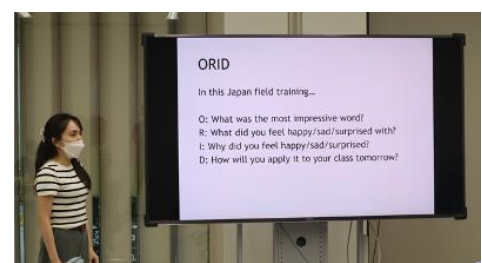 ORID
In this Japan field training...
O: What was the most impressive word?
R: What did you feel happy/sad/surprised with?
I: Why did you feel happy/sad/surprised?
D: How will you apply it to your class tomorrow?